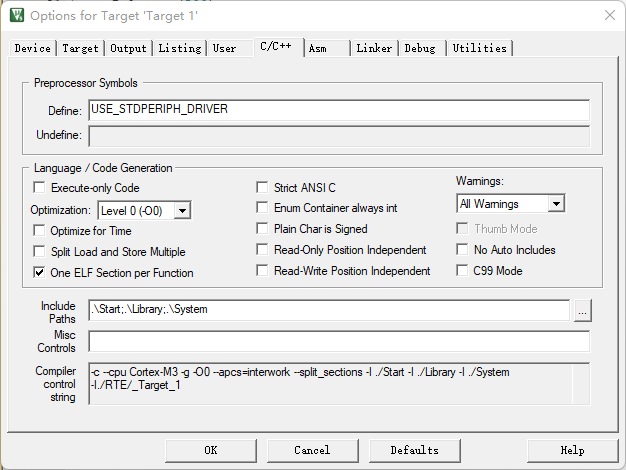 Options for Target 'Target 1'
Device Target Output Listing User C/C++ Asm Linker Debug Utilities
Preprocessor Symbols
Define: USE_STDPERIPH_DRIVER
Undefine:
Language / Code Generation
Execute-only Code
Strict ANSI C
Warnings:
Optimization: Level 0 (-O0)
Enum Container always int
All Warnings
Optimize for Time
Plain Char is Signed
Thumb Mode
Split Load and Store Multiple
Read-Only Position Independent
No Auto Includes
One ELF Section per Function
Read-Write Position Independent
C99 Mode
Include
Paths
.\Start;.\Library;.\System
...
Misc
Controls
Compiler
control
string
-c --cpu Cortex-M3 -g -O0 --apcs=interwork --split_sections -I ./Start -I ./Library -I ./System
-I./RTE/_Target_1
OK Cancel Defaults Help